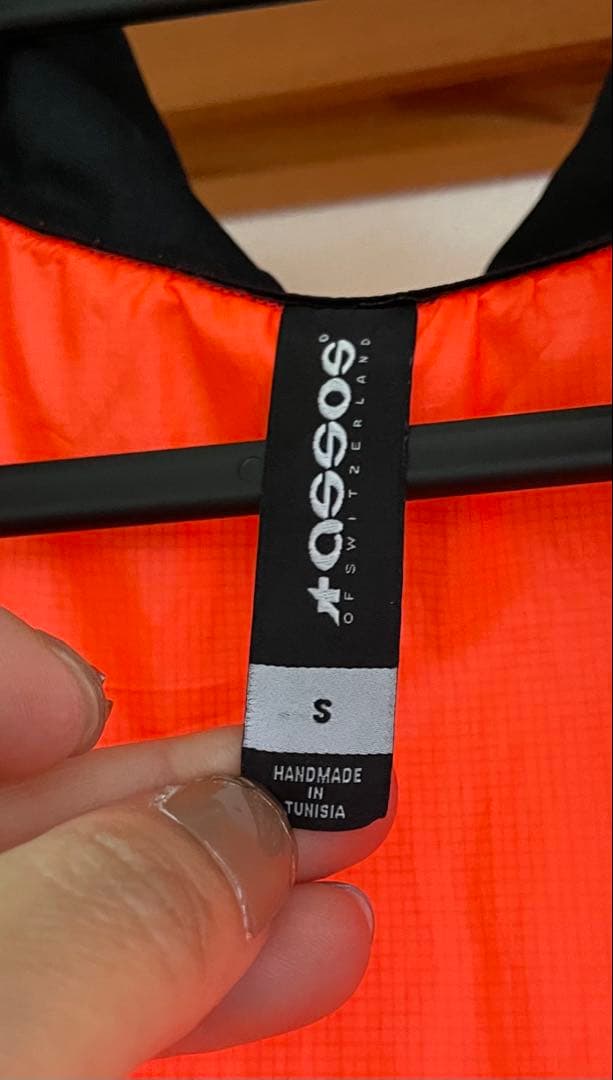 assos
OF SWITZERLAND
S
HANDMADE
IN
TUNISIA